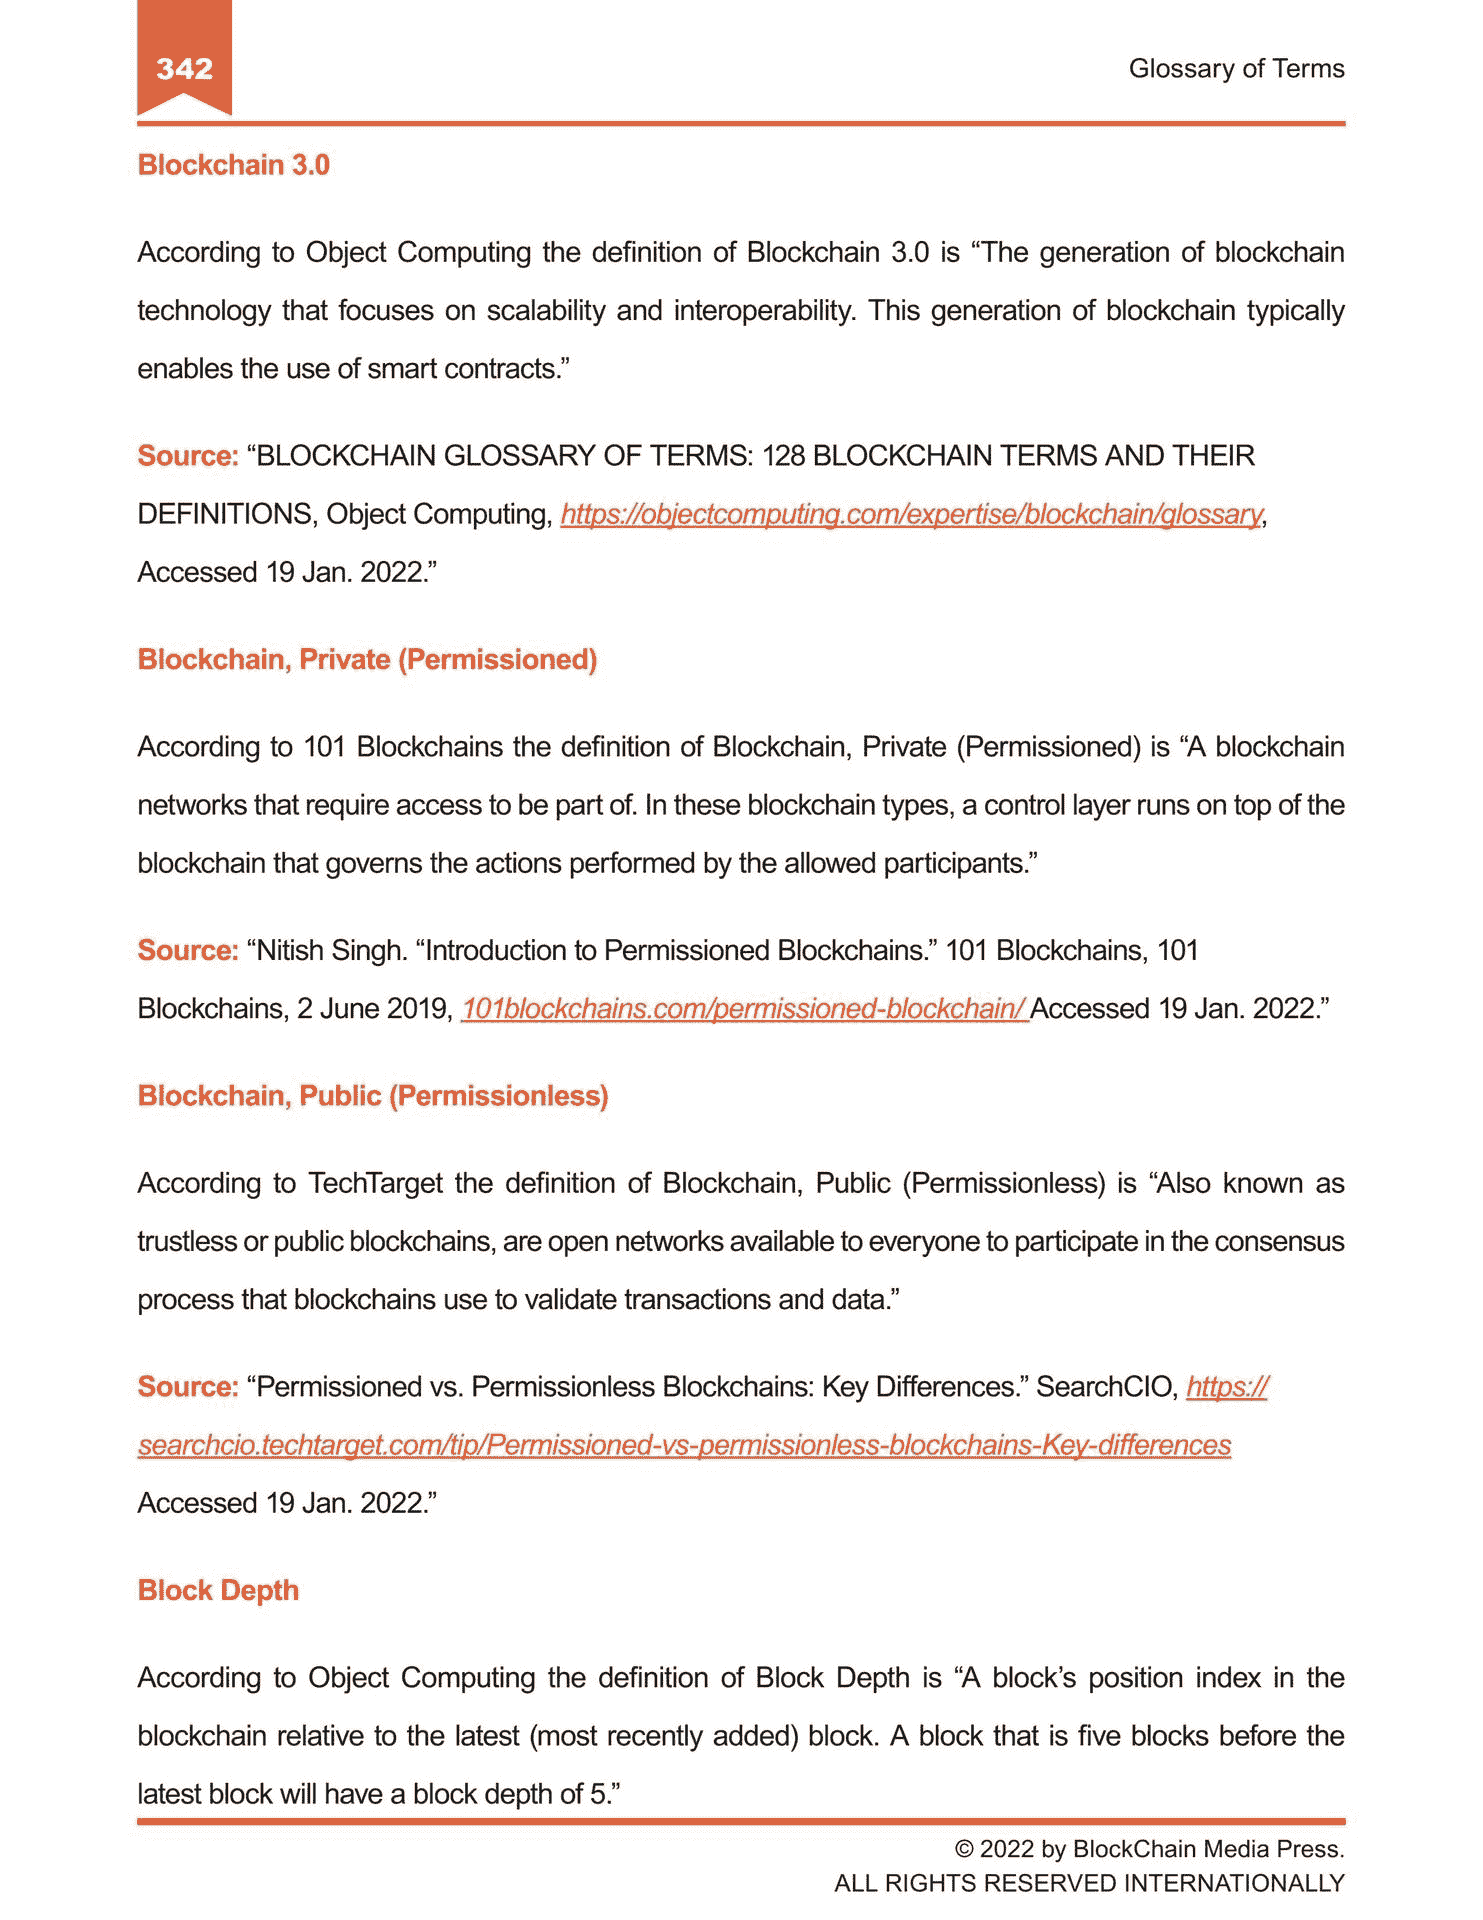 342
Glossary of Terms
Blockchain 3.0
According to Object Computing the definition of Blockchain 3.0 is “The generation of blockchain
technology that focuses on scalability and interoperability. This generation of blockchain typically
enables the use of smart contracts.”
Source: “BLOCKCHAIN GLOSSARY OF TERMS: 128 BLOCKCHAIN TERMS AND THEIR
DEFINITIONS, Object Computing, https://objectcomputing.com/expertise/blockchain/glossary,
Accessed 19 Jan. 2022.”
Blockchain, Private (Permissioned)
According to 101 Blockchains the definition of Blockchain, Private (Permissioned) is “A blockchain
networks that require access to be part of. In these blockchain types, a control layer runs on top of the
blockchain that governs the actions performed by the allowed participants.”
Source: “Nitish Singh. “Introduction to Permissioned Blockchains.” 101 Blockchains, 101
Blockchains, 2 June 2019, 101blockchains.com/permissioned-blockchain/ Accessed 19 Jan. 2022.”
Blockchain, Public (Permissionless)
According to TechTarget the definition of Blockchain, Public (Permissionless) is “Also known as
trustless or public blockchains, are open networks available to everyone to participate in the consensus
process that blockchains use to validate transactions and data.”
Source: “Permissioned vs. Permissionless Blockchains: Key Differences.” SearchCIO, https://
searchcio.techtarget.com/tip/Permissioned-vs-permissionless-blockchains-Key-differences
Accessed 19 Jan. 2022.”
Block Depth
According to Object Computing the definition of Block Depth is “A block’s position index in the
blockchain relative to the latest (most recently added) block. A block that is five blocks before the
latest block will have a block depth of 5.”
© 2022 by BlockChain Media Press.
ALL RIGHTS RESERVED INTERNATIONALLY